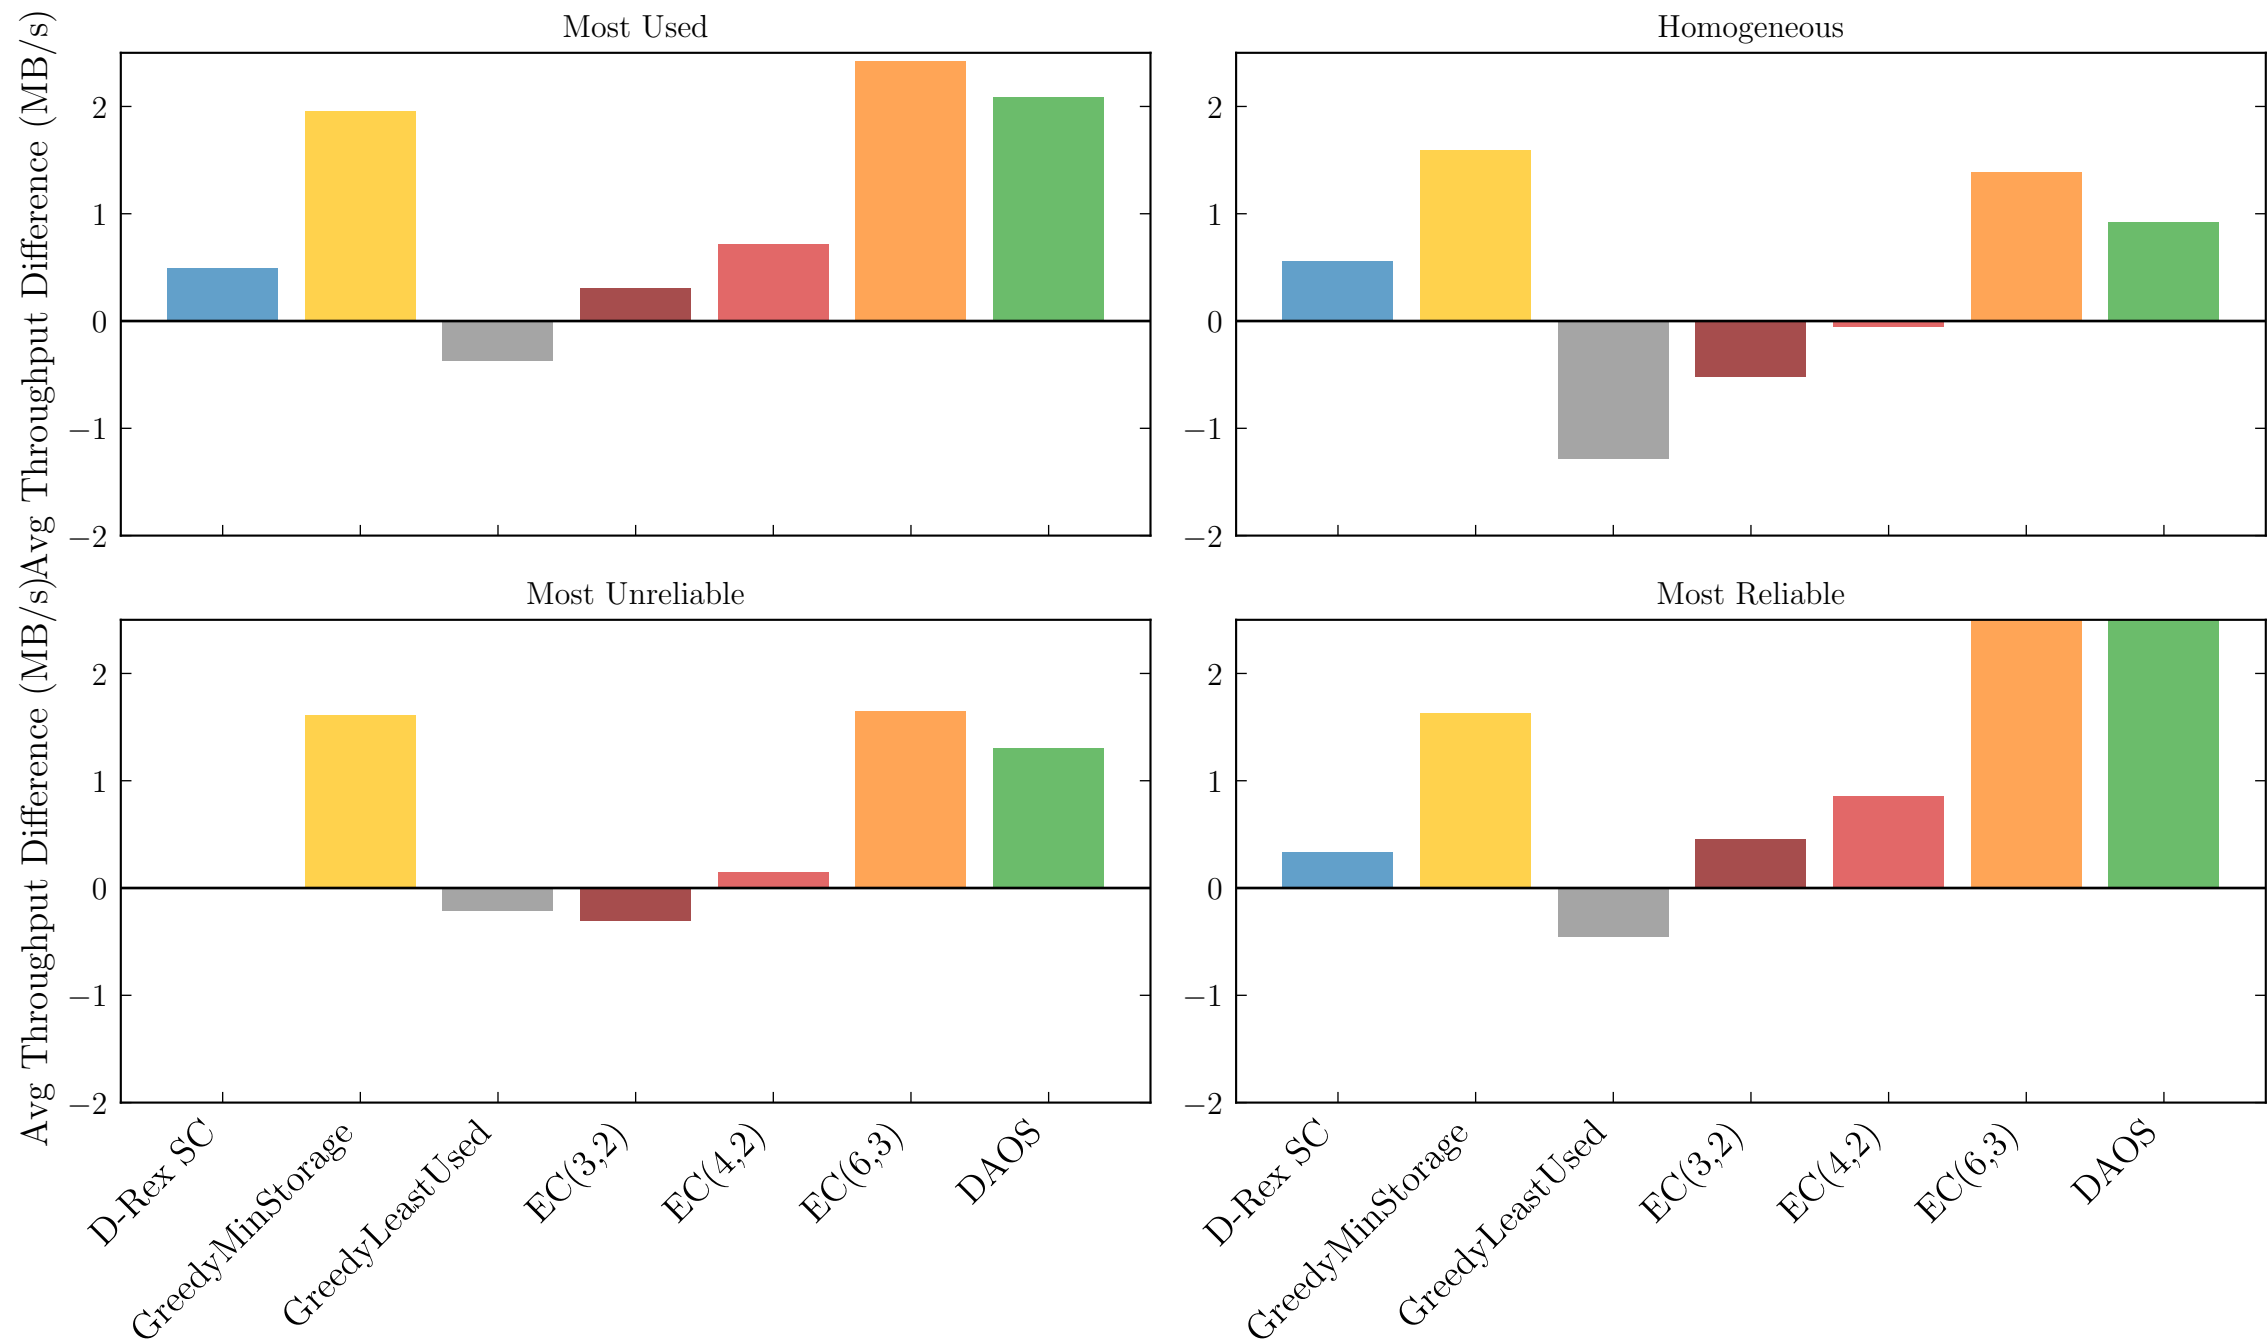 Most Used
Avg Throughput Difference (MB/s)
2
1
0
−1
−2
Homogeneous
2
1
0
−1
−2
Most Unreliable
Avg Throughput Difference (MB/s)
2
1
0
−1
−2
D-Rex SC
GreedyMinStorage
GreedyLeastUsed
EC(3,2)
EC(4,2)
EC(6,3)
DAOS
Most Reliable
2
1
0
−1
−2
D-Rex SC
GreedyMinStorage
GreedyLeastUsed
EC(3,2)
EC(4,2)
EC(6,3)
DAOS